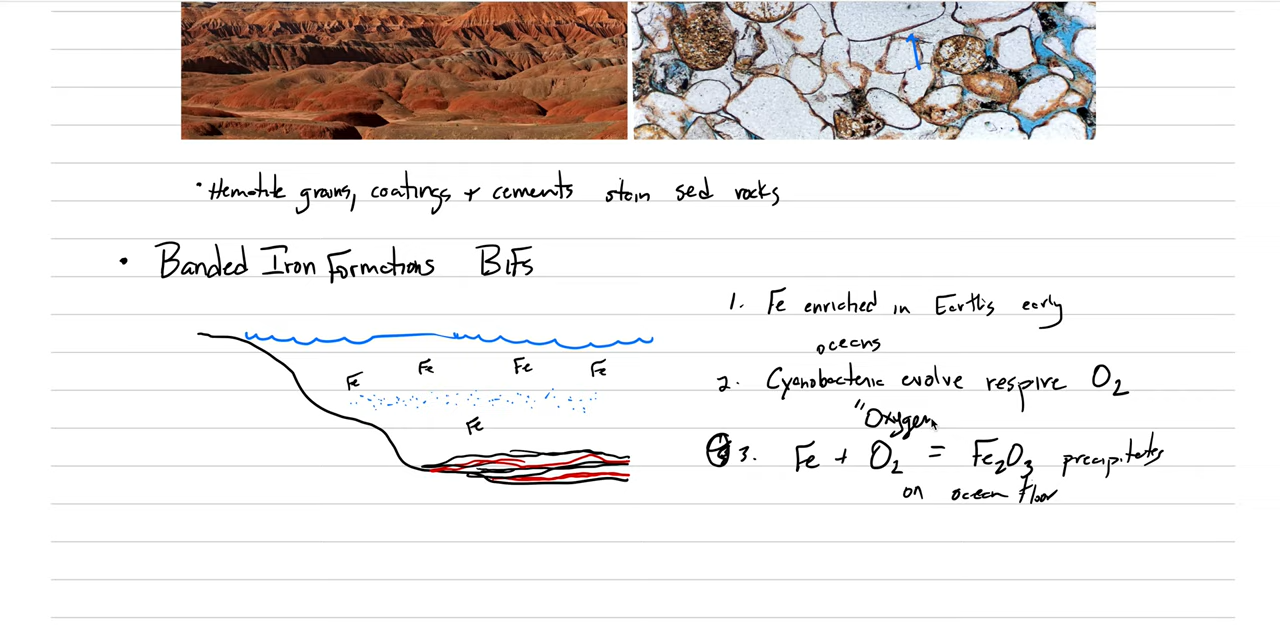 • Hematite grains, coatings + cements stain sed rocks
• Banded Iron Formations BIFs
1. Fe enriched in Earth's early
oceans
Fe Fe Fe Fe
2. Cyanobacteria evolve respire O2
"Oxygen
Fe
3. Fe + O2 = Fe2O3 precipitates
on ocean floor